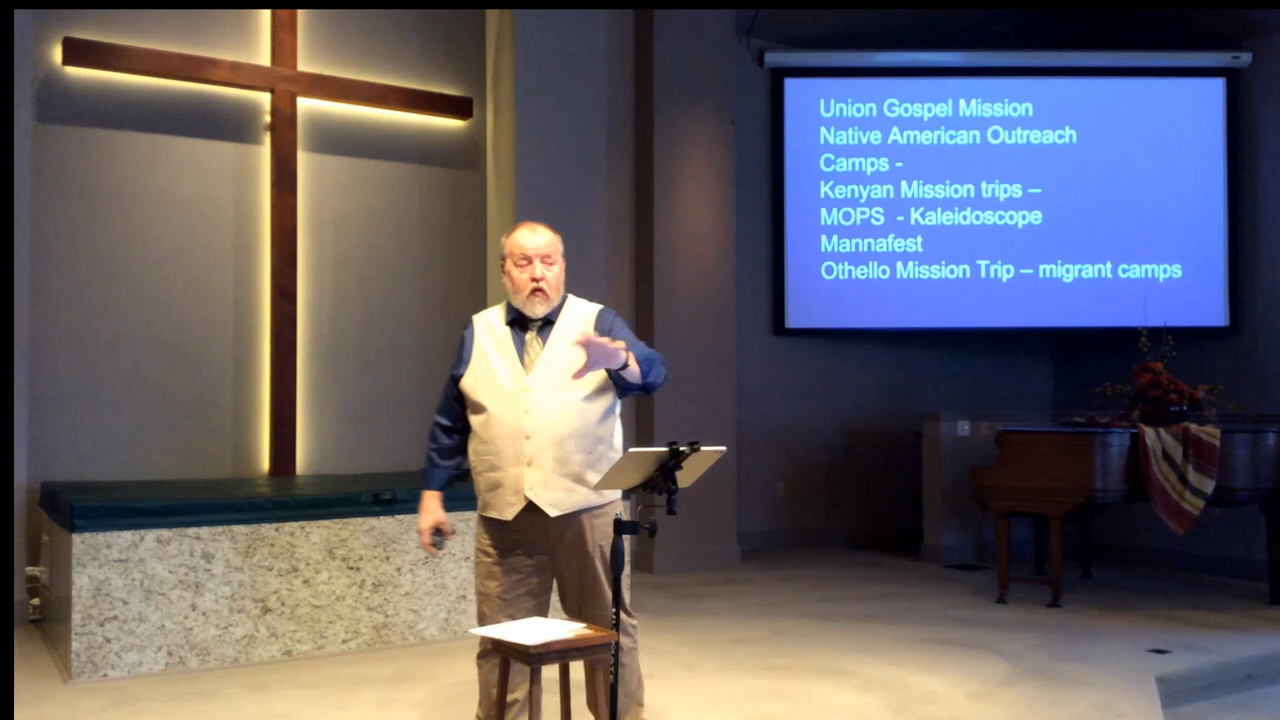 Union Gospel Mission
Native American Outreach
Camps -
Kenyan Mission trips –
MOPS  - Kaleidoscope
Mannafest
Othello Mission Trip – migrant camps